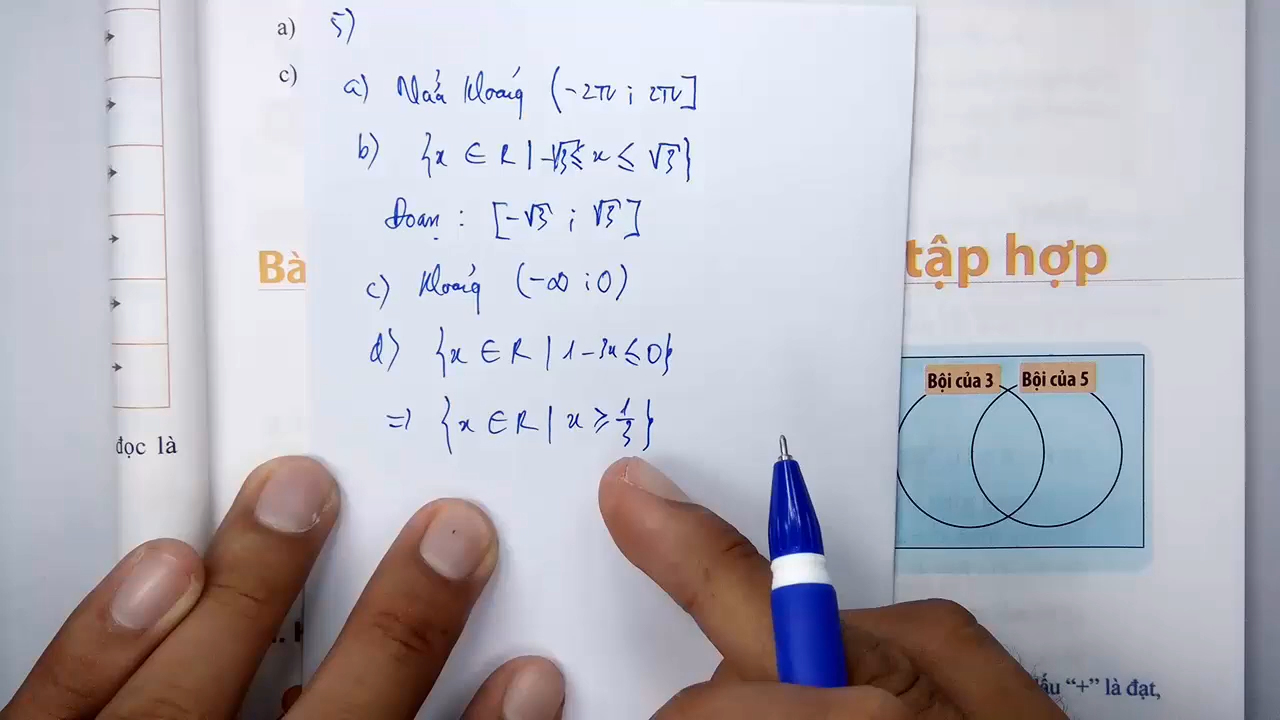 a) 5)
c) a) Nửa khoảng (-2π ; 2π]
b) {x ∈ R | -√3 ≤ x ≤ √3}
Đoạn : [-√3 ; √3]
c) Khoảng (-∞ ; 0)
d) {x ∈ R | 1 - 3x ≤ 0}
=> {x ∈ R | x ≥ 1/3}
Bà
tập hợp
Bội của 3
Bội của 5
đọc là
“+” là đạt,